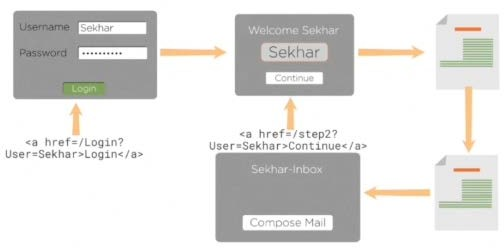 Username Sekhar
Password ••••••••••
Login
<a href=/Login?
User=Sekhar>Login</a>
Welcome Sekhar
Sekhar
Continue
<a href=/step2?
User=Sekhar>Continue</a>
Sekhar-Inbox
Compose Mail